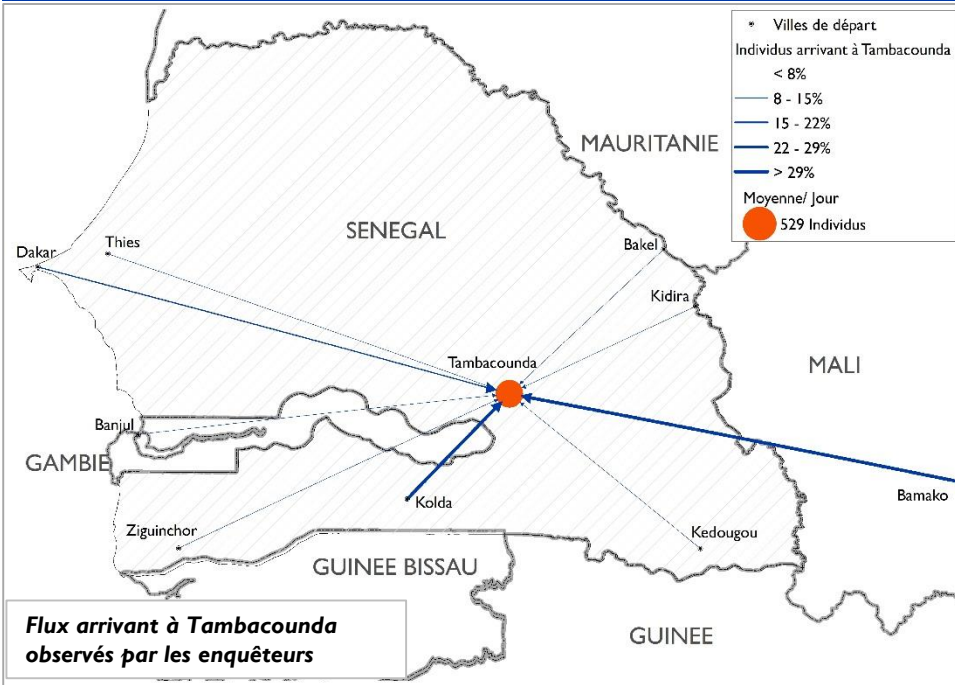 Villes de départ
Individus arrivant à Tambacounda
< 8%
8 - 15%
15 - 22%
22 - 29%
> 29%
Moyenne/ Jour
529 Individus
MAURITANIE
SENEGAL
Dakar
Thies
Bakel
Kidira
Tambacounda
MALI
Banjul
GAMBIE
Kolda
Bamako
Ziguinchor
Kedougou
GUINEE BISSAU
GUINEE
Flux arrivant à Tambacounda
observés par les enquêteurs